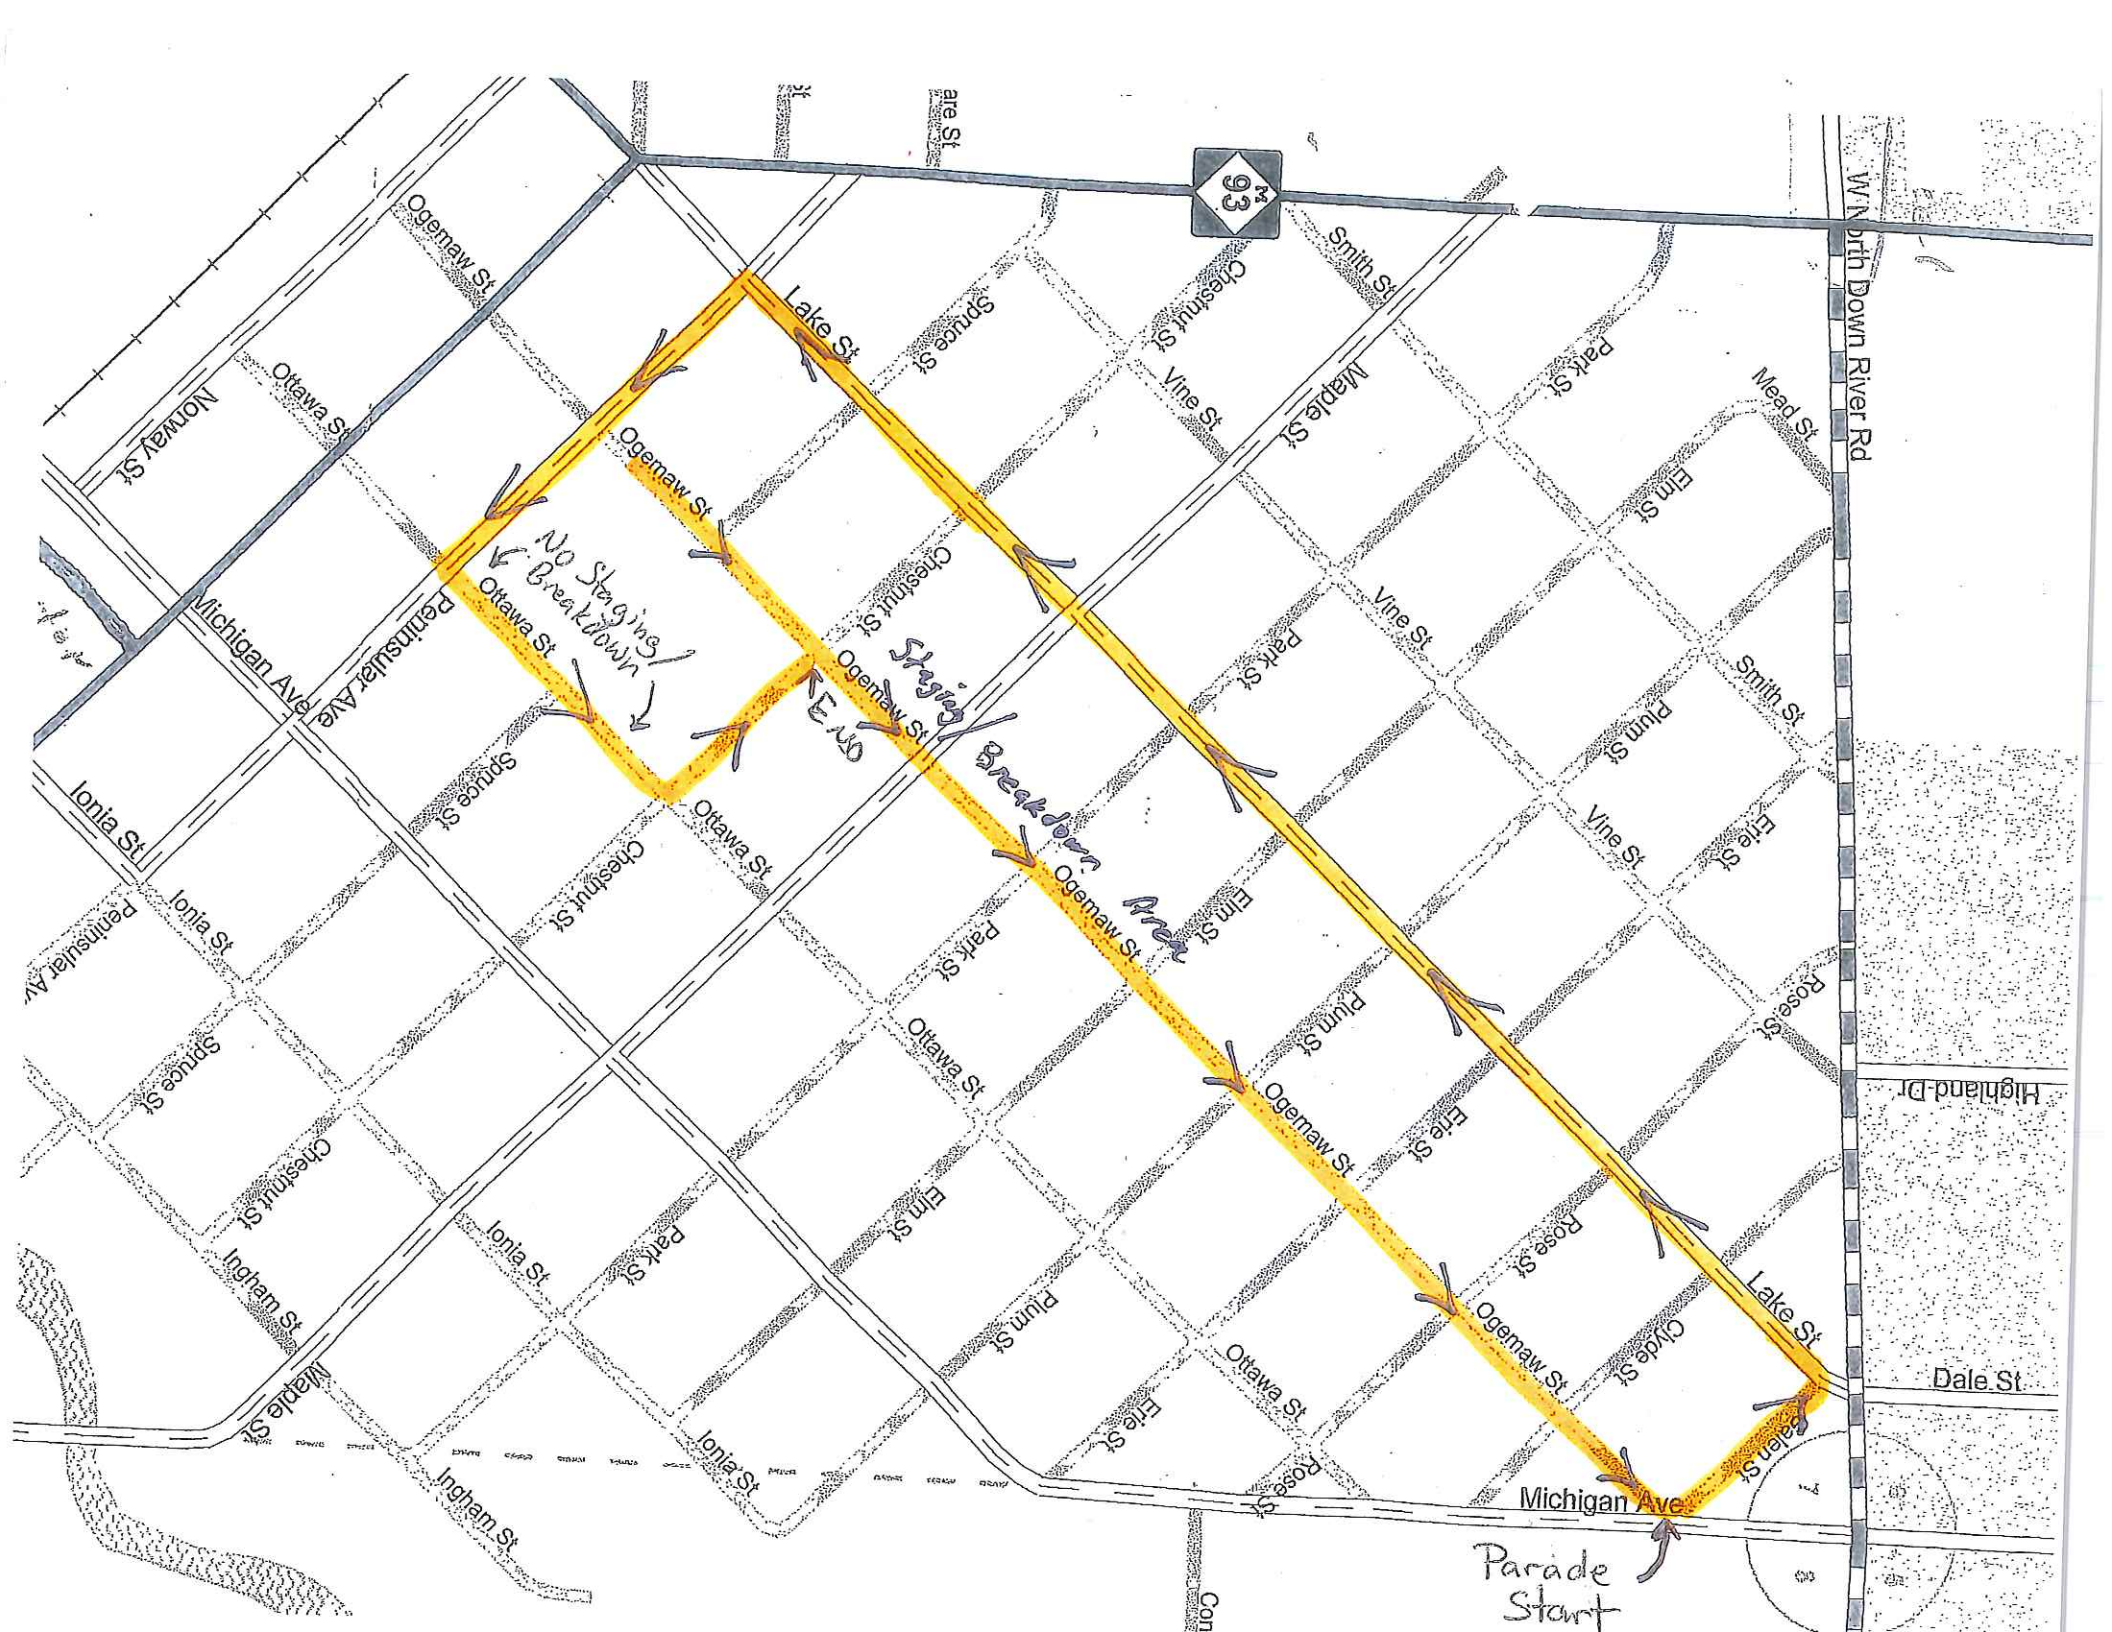 are St
M
93
W North Down River Rd
Ogemaw St
Smith St
Chestnut St
Lake St
Spruce St
Park St
Maple St
Vine St
Mead St
Ottawa St
Norway St
Elm St
Ogemaw St
No Staging/
Breakdown
Chestnut St
Ottawa St
Peninsular Ave
Michigan Ave
Vine St
Park St
Ogemaw St
Staging/
Breakdown
Area
END
Smith St
Plum St
Spruce St
Ionia St
Ottawa St
Chestnut St
Vine St
Erie St
Ogemaw St
Elm St
Park St
Ionia St
Peninsular Av
Rose St
Plum St
Ottawa St
Spruce St
Highland Dr
Ogemaw St
Erie St
Chestnut St
Elm St
Rose St
Park St
Ionia St
Ingham St
Plum St
Lake St
Clyde St
Ogemaw St
Dale St
Ottawa St
Maple St
Erie St
alen St
Ionia St
Rose St
Michigan Ave
Ingham St
Parade
Start
Con